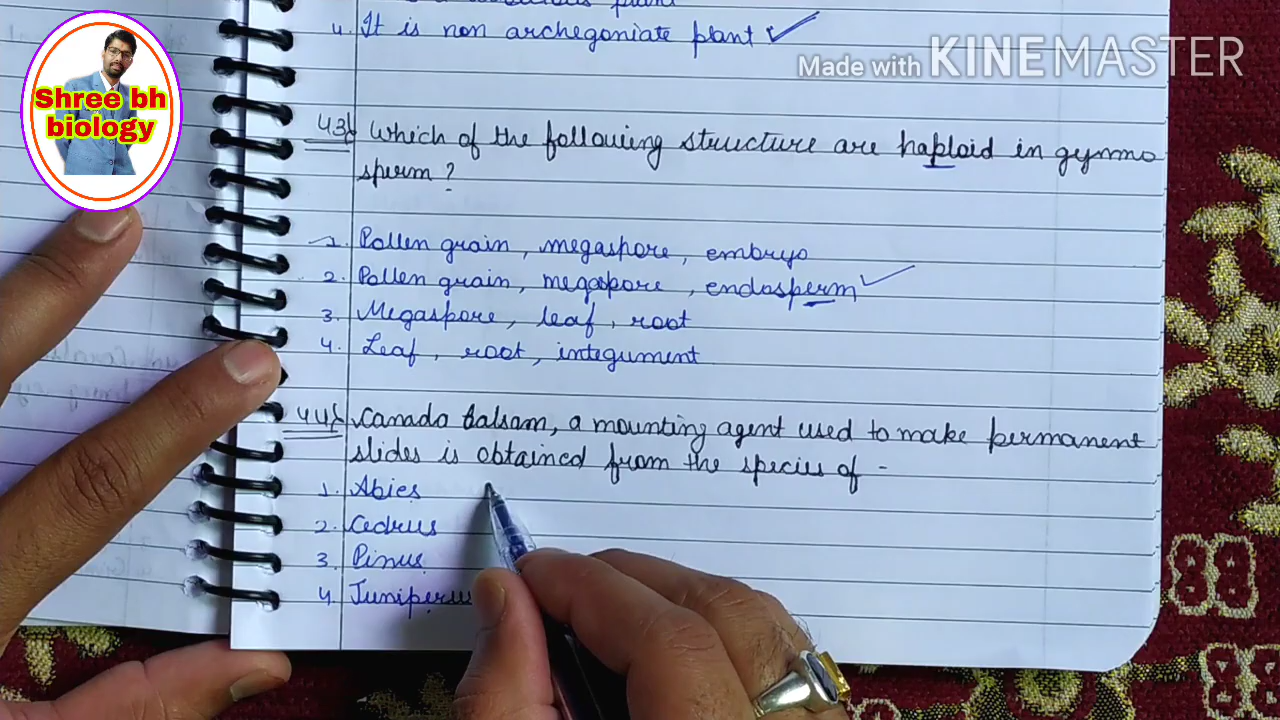 4. It is non archegoniate plant ✓
Made with KINEMASTER
Shree bh
biology
43) Which of the following structure are haploid in gymno
sperm ?
1. Pollen grain, megaspore, embryo
2. Pollen grain, megaspore, endosperm ✓
3. Megaspore, leaf, root
4. Leaf, root, integument
44) Canada balsam, a mounting agent used to make permanent
slides is obtained from the species of -
1. Abies
2. Cedrus
3. Pinus
4. Juniperus